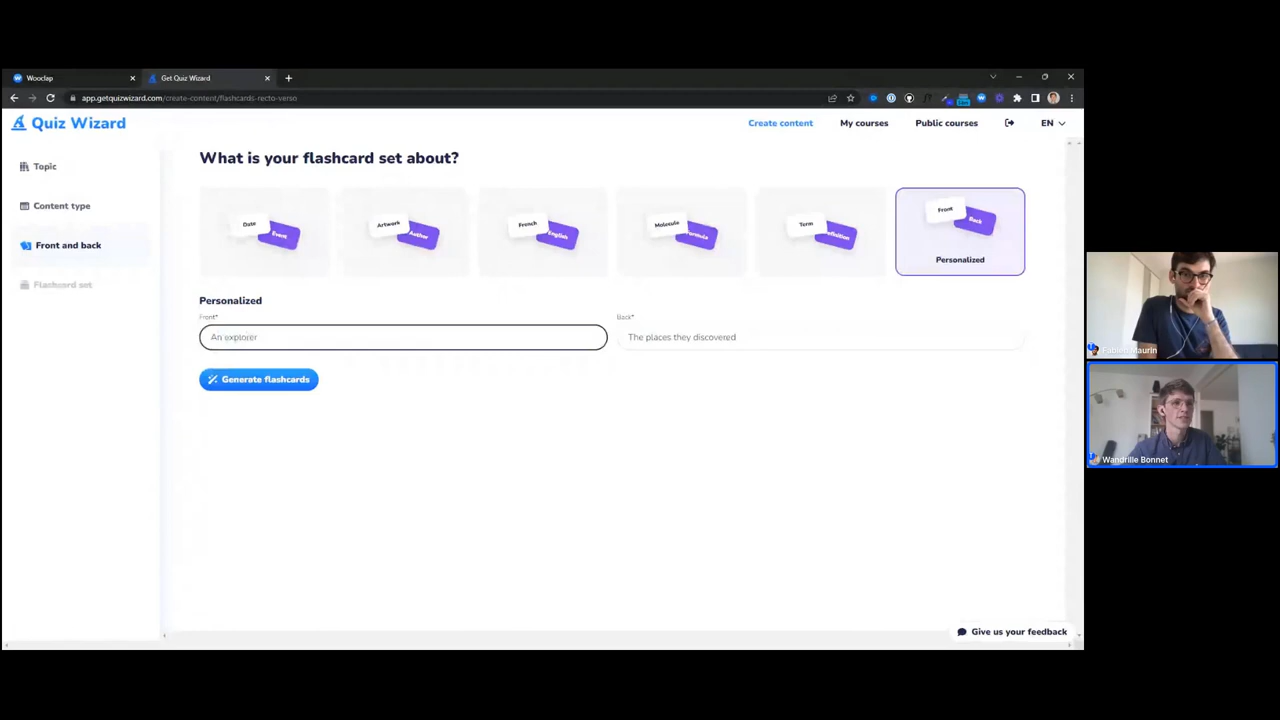 Wooclap
Get Quiz Wizard
app.getquizwizard.com/create-content/flashcards-recto-verso
Quiz Wizard
Create content
My courses
Public courses
EN
Topic
Content type
Front and back
Flashcard set
What is your flashcard set about?
Date
Event
Artwork
Author
French
English
Molecule
Formula
Term
Definition
Front
Back
Personalized
Personalized
Front*
Back*
An explorer
The places they discovered
Generate flashcards
Give us your feedback
Fabien Maurin
Wandrille Bonnet